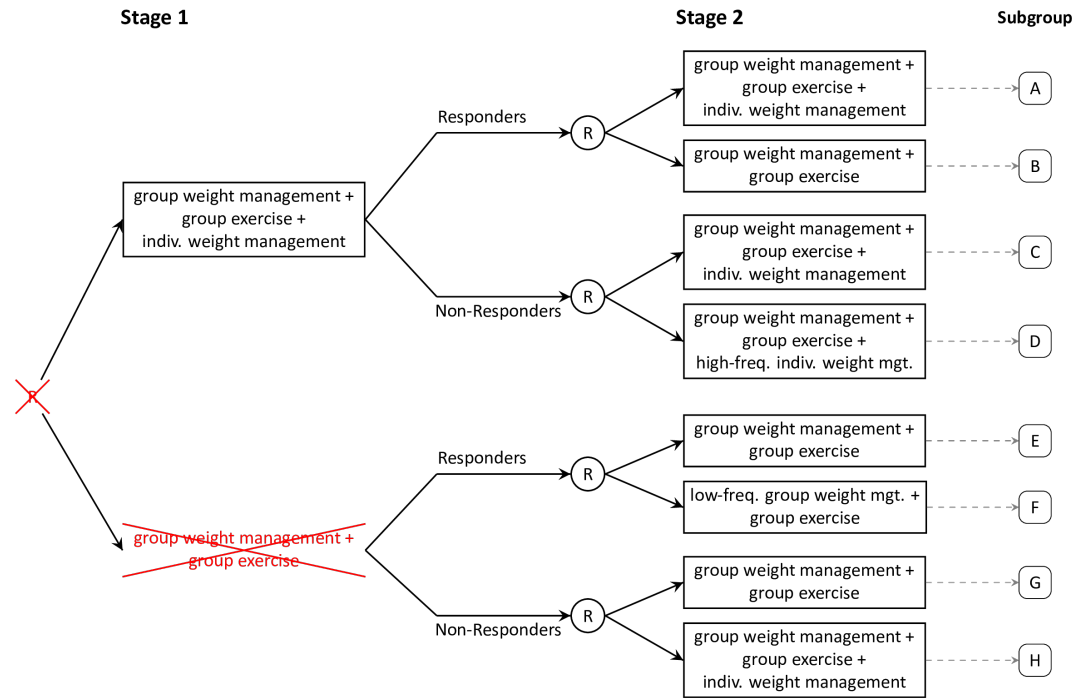 Stage 1
Stage 2
Subgroup
group weight management +
group exercise +
indiv. weight management
A
Responders
R
group weight management +
group exercise
B
group weight management +
group exercise +
indiv. weight management
group weight management +
group exercise +
indiv. weight management
C
R
Non-Responders
group weight management +
group exercise +
high-freq. indiv. weight mgt.
D
R
group weight management +
group exercise
E
Responders
R
low-freq. group weight mgt. +
group exercise
F
group weight management +
group exercise
group weight management +
group exercise
G
R
Non-Responders
group weight management +
group exercise +
indiv. weight management
H